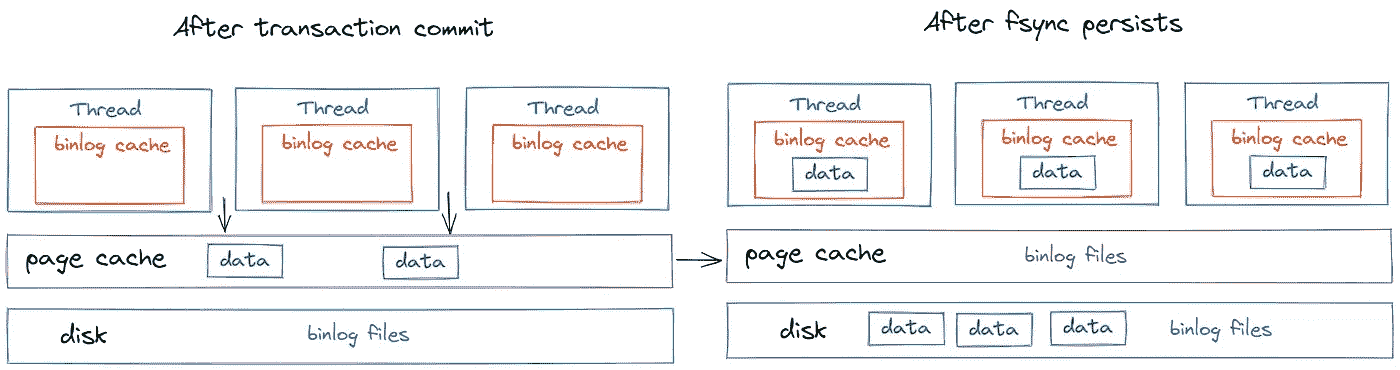 After transaction commit
Thread
binlog cache
Thread
binlog cache
Thread
binlog cache
page cache data data
disk binlog files
After fsync persists
Thread
binlog cache
data
Thread
binlog cache
data
Thread
binlog cache
data
page cache binlog files
disk data data data binlog files